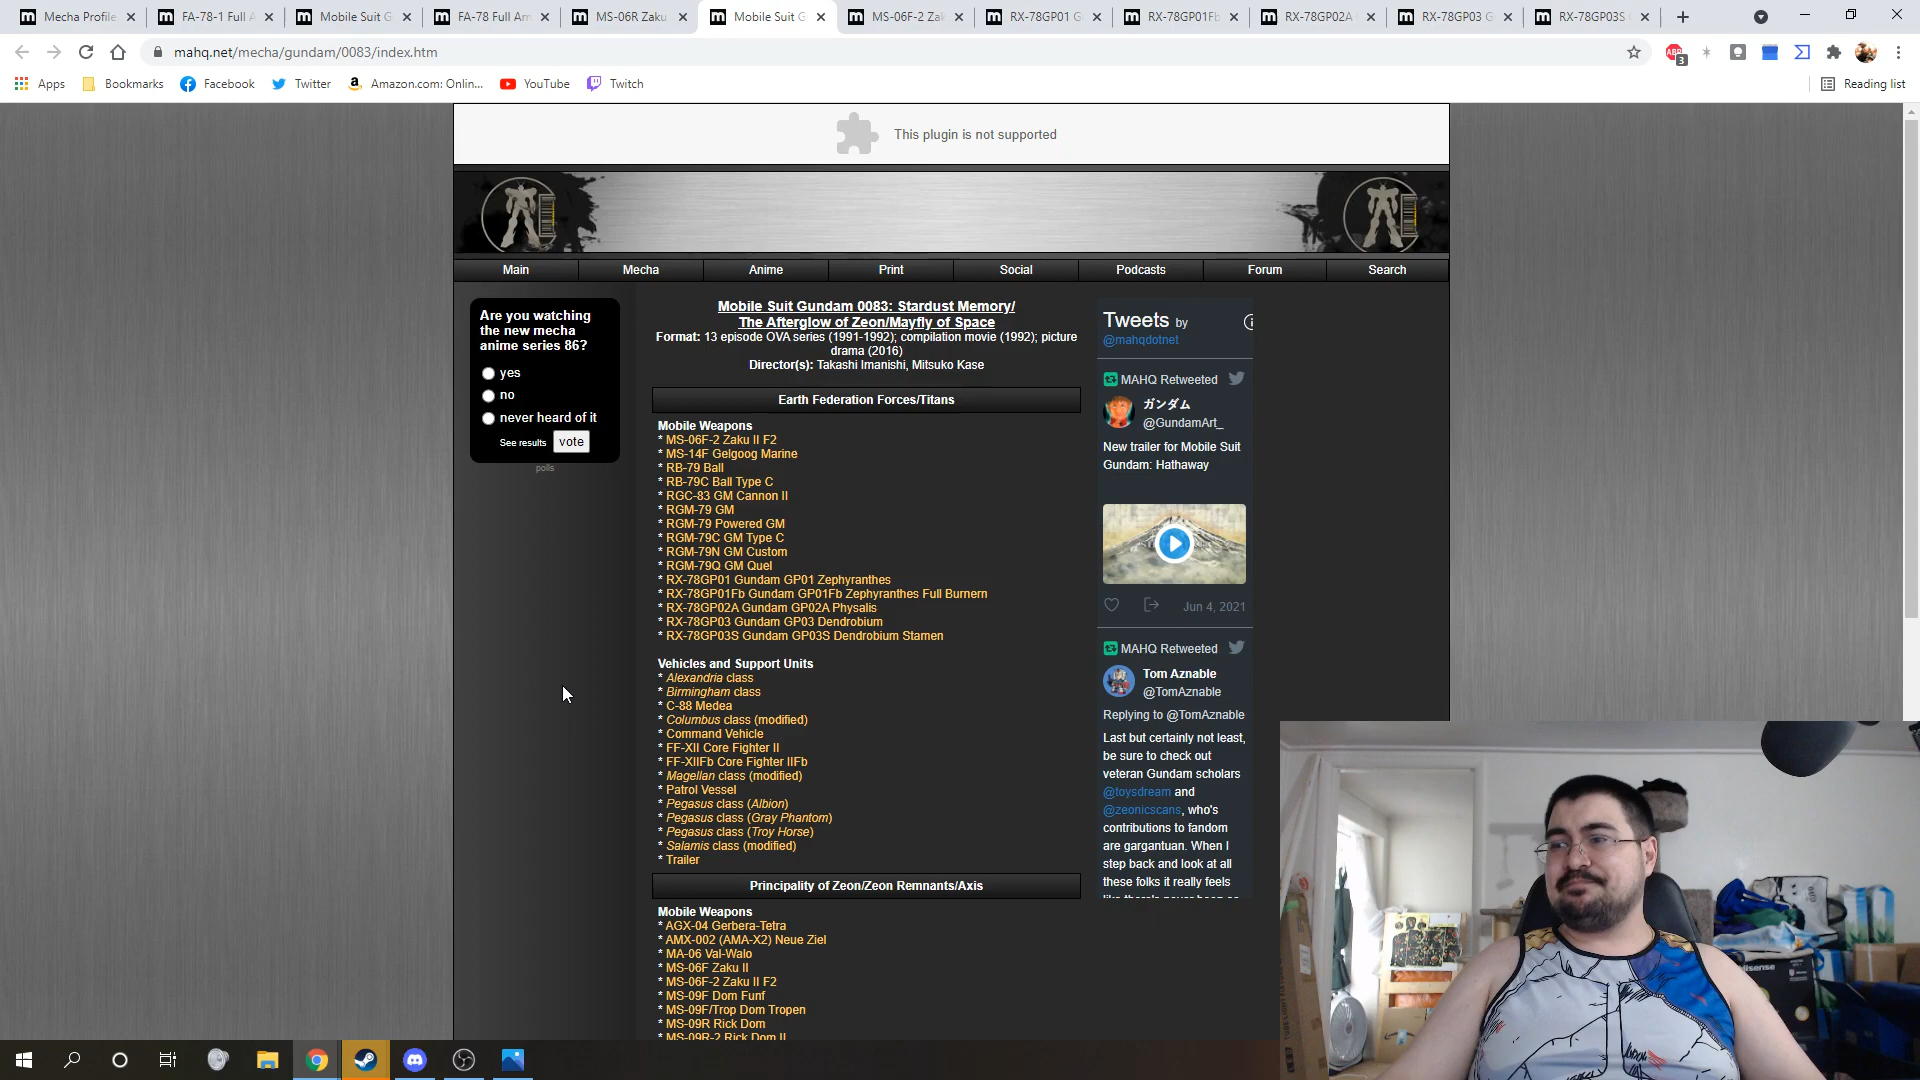 Mecha Profile
FA-78-1 Full A
Mobile Suit G
FA-78 Full Arm
MS-06R Zaku
Mobile Suit G
MS-06F-2 Zak
RX-78GP01 G
RX-78GP01Fb
RX-78GP02A
RX-78GP03 G
RX-78GP03S
mahq.net/mecha/gundam/0083/index.htm
ABP
3
Apps
Bookmarks
Facebook
Twitter
Amazon.com: Onlin...
YouTube
Twitch
Reading list
This plugin is not supported
Main
Mecha
Anime
Print
Social
Podcasts
Forum
Search
Are you watching
the new mecha
anime series 86?
yes
no
never heard of it
See results
vote
polls
Mobile Suit Gundam 0083: Stardust Memory/
The Afterglow of Zeon/Mayfly of Space
Format: 13 episode OVA series (1991-1992); compilation movie (1992); picture
drama (2016)
Director(s): Takashi Imanishi, Mitsuko Kase
Earth Federation Forces/Titans
Mobile Weapons
* MS-06F-2 Zaku II F2
* MS-14F Gelgoog Marine
* RB-79 Ball
* RB-79C Ball Type C
* RGC-83 GM Cannon II
* RGM-79 GM
* RGM-79 Powered GM
* RGM-79C GM Type C
* RGM-79N GM Custom
* RGM-79Q GM Quel
* RX-78GP01 Gundam GP01 Zephyranthes
* RX-78GP01Fb Gundam GP01Fb Zephyranthes Full Burnern
* RX-78GP02A Gundam GP02A Physalis
* RX-78GP03 Gundam GP03 Dendrobium
* RX-78GP03S Gundam GP03S Dendrobium Stamen
Vehicles and Support Units
* Alexandria class
* Birmingham class
* C-88 Medea
* Columbus class (modified)
* Command Vehicle
* FF-XII Core Fighter II
* FF-XIIFb Core Fighter IIFb
* Magellan class (modified)
* Patrol Vessel
* Pegasus class (Albion)
* Pegasus class (Gray Phantom)
* Pegasus class (Troy Horse)
* Salamis class (modified)
* Trailer
Principality of Zeon/Zeon Remnants/Axis
Mobile Weapons
* AGX-04 Gerbera-Tetra
* AMX-002 (AMA-X2) Neue Ziel
* MA-06 Val-Walo
* MS-06F Zaku II
* MS-06F-2 Zaku II F2
* MS-09F Dom Funf
* MS-09F/Trop Dom Tropen
* MS-09R Rick Dom
* MS-09R-2 Rick Dom II
Tweets by
@mahqdotnet
MAHQ Retweeted
ガンダム
@GundamArt_
New trailer for Mobile Suit
Gundam: Hathaway
Jun 4, 2021
MAHQ Retweeted
Tom Aznable
@TomAznable
Replying to @TomAznable
Last but certainly not least,
be sure to check out
veteran Gundam scholars
@toysdream and
@zeonicscans, who's
contributions to fandom
are gargantuan. When I
step back and look at all
these folks it really feels